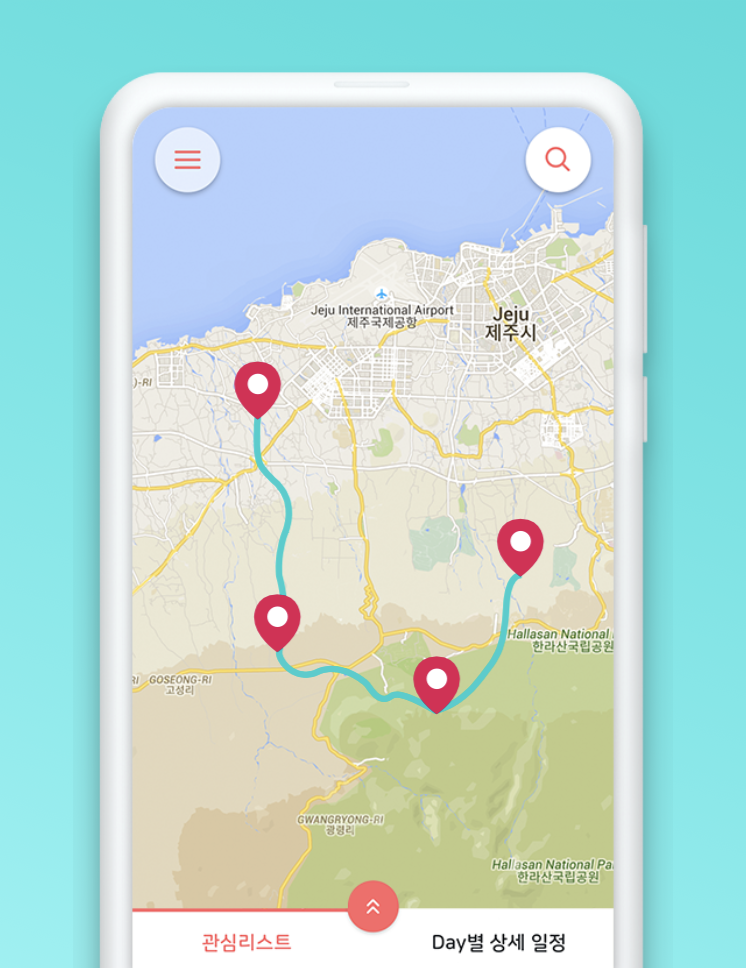 Jeju International Airport
제주국제공항
Jeju
제주시
)-RI
Hallasan National
한라산국립공원
RI
GOSEONG-RI
고성리
GWANGRYONG-RI
광령리
Hallasan National Pa
한라산국립공원
관심리스트
Day별 상세 일정